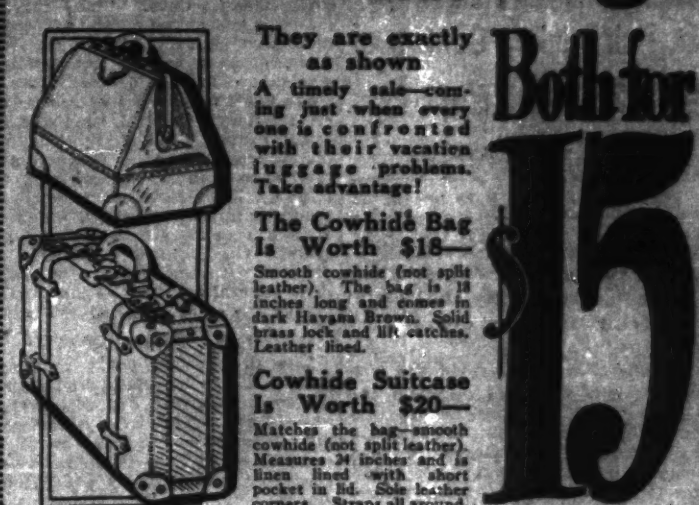 They are exactly
as shown
A timely sale—com-
ing just when every
one is confronted
with their vacation
luggage problems.
Take advantage!
The Cowhide Bag
Is Worth $18—
Smooth cowhide (not split
leather). The bag is 18
inches long and comes in
dark Havana Brown. Solid
brass lock and lift catches.
Leather lined.
Cowhide Suitcase
Is Worth $20—
Matches the bag—smooth
cowhide (not split leather).
Measures 24 inches and is
linen lined with short
pocket in lid. Sole leather
corners. Straps all around.
Both for
$15